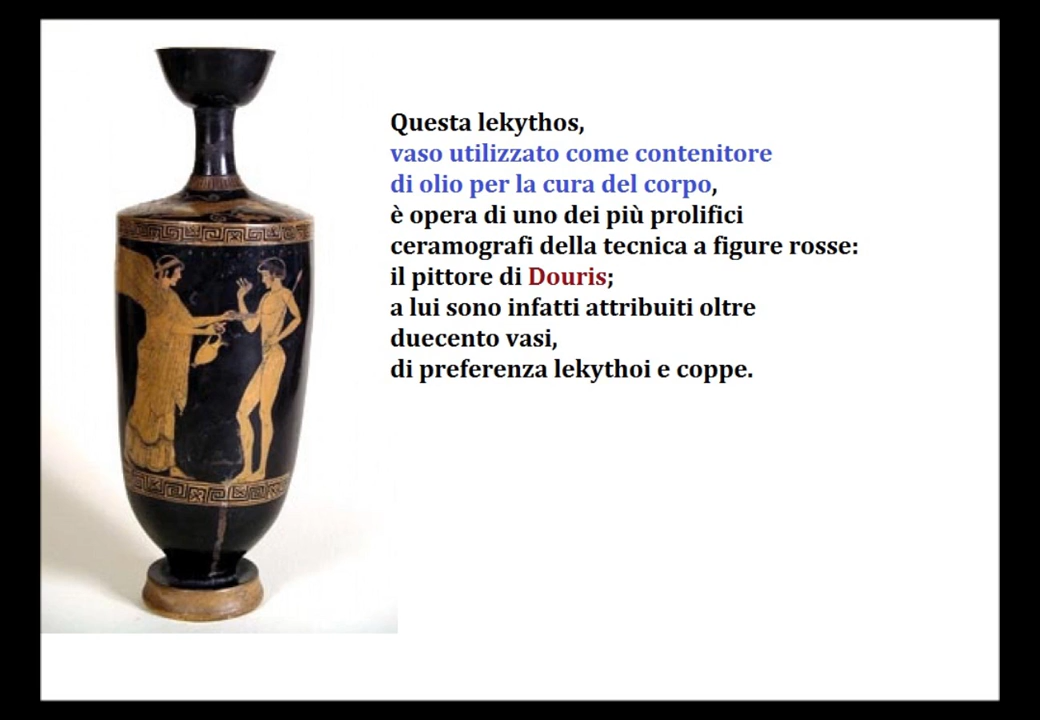 Questa lekythos,
vaso utilizzato come contenitore
di olio per la cura del corpo,
è opera di uno dei più prolifici
ceramografi della tecnica a figure rosse:
il pittore di Douris;
a lui sono infatti attribuiti oltre
duecento vasi,
di preferenza lekythoi e coppe.